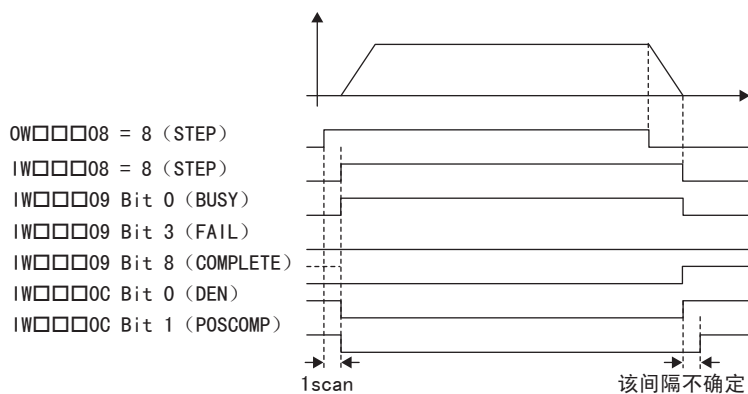 OW□□□08 = 8（STEP）
IW□□□08 = 8（STEP）
IW□□□09 Bit 0（BUSY）
IW□□□09 Bit 3（FAIL）
IW□□□09 Bit 8（COMPLETE）
IW□□□0C Bit 0（DEN）
IW□□□0C Bit 1（POSCOMP）
1scan
该间隔不确定